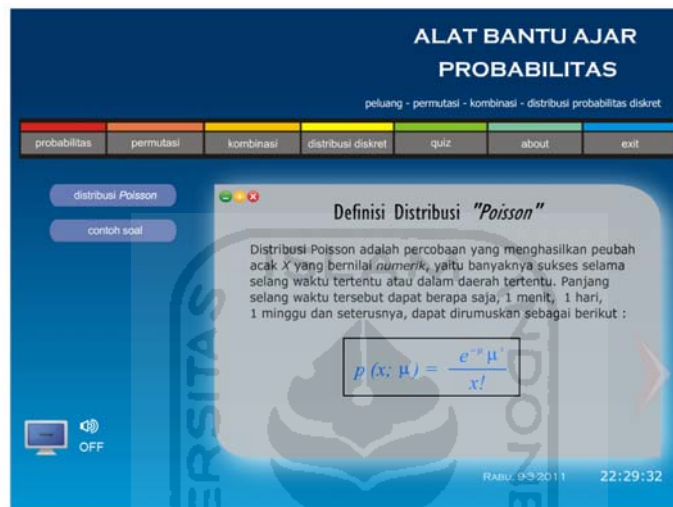 ALAT BANTU AJAR
PROBABILITAS
peluang - permutasi - kombinasi - distribusi probabilitas diskret
probabilitas permutasi kombinasi distribusi diskret quiz about exit
distribusi Poisson
contoh soal
Definisi Distribusi "Poisson"
Distribusi Poisson adalah percobaan yang menghasilkan peubah
acak X yang bernilai numerik, yaitu banyaknya sukses selama
selang waktu tertentu atau dalam daerah tertentu. Panjang
selang waktu tersebut dapat berapa saja, 1 menit, 1 hari,
1 minggu dan seterusnya, dapat dirumuskan sebagai berikut :
p (x; μ) = e^-μ μ^x / x!
OFF
RABU, 9-3-2011 22:29:32
ISLAM